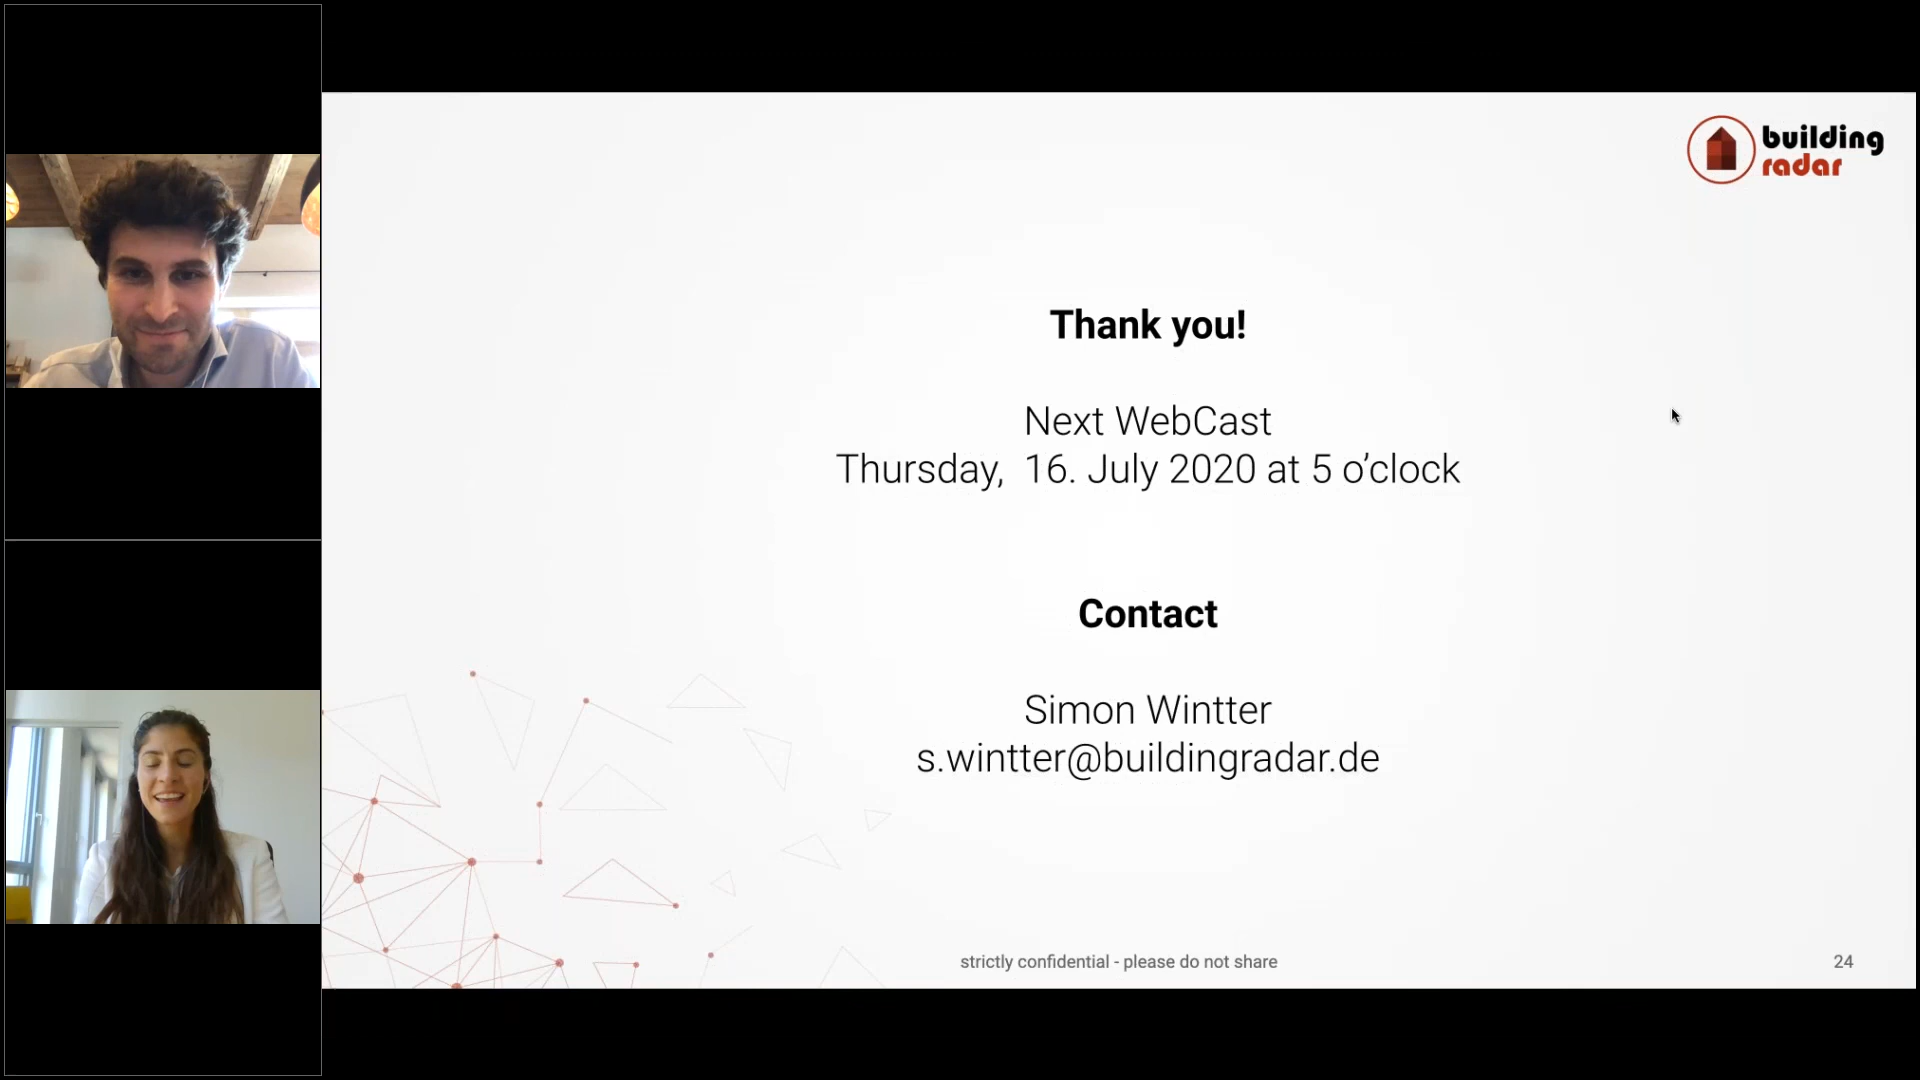 building
radar
Thank you!
Next WebCast
Thursday, 16. July 2020 at 5 o’clock
Contact
Simon Wintter
s.wintter@buildingradar.de
strictly confidential - please do not share
24